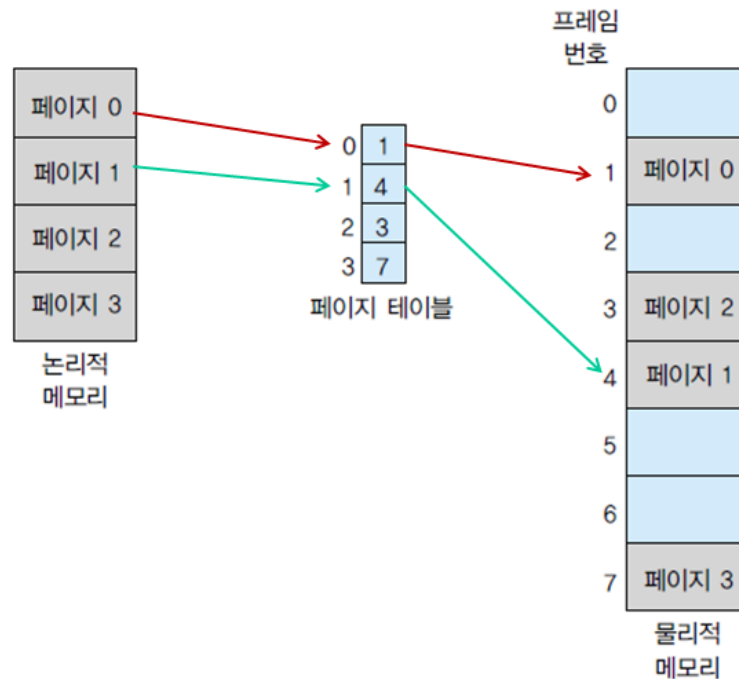 페이지 0
페이지 1
페이지 2
페이지 3
논리적
메모리
0 1
1 4
2 3
3 7
페이지 테이블
프레임
번호
0
1 페이지 0
2
3 페이지 2
4 페이지 1
5
6
7 페이지 3
물리적
메모리